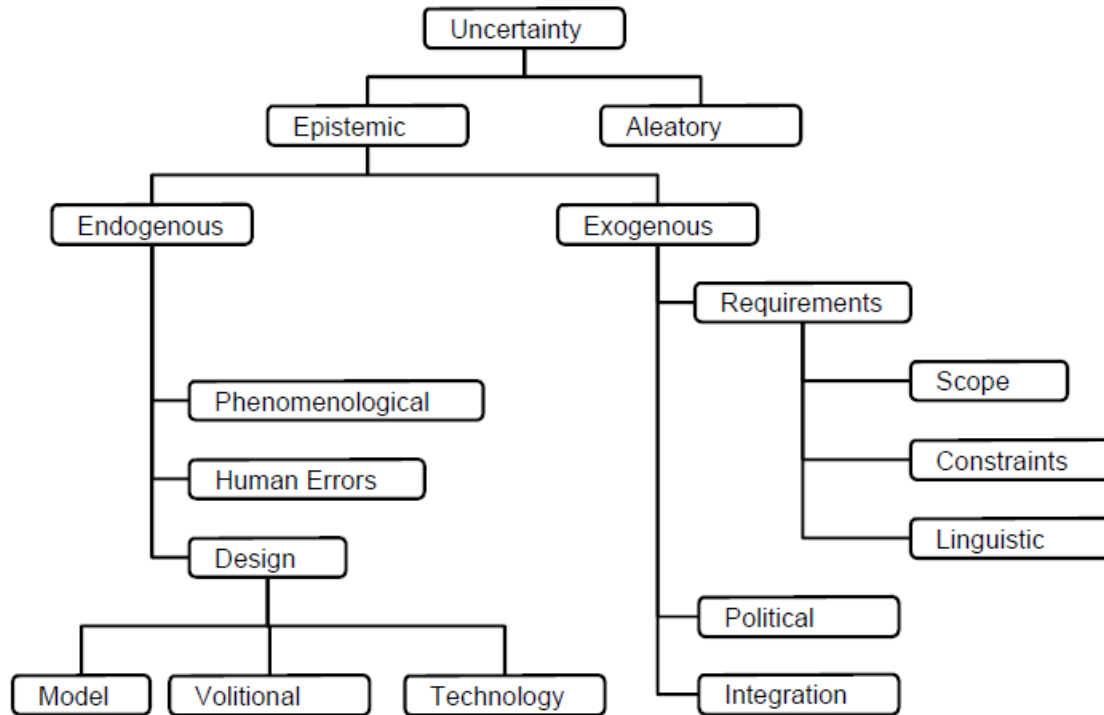 Uncertainty
Epistemic
Aleatory
Endogenous
Exogenous
Requirements
Scope
Phenomenological
Constraints
Human Errors
Linguistic
Design
Political
Model
Volitional
Technology
Integration